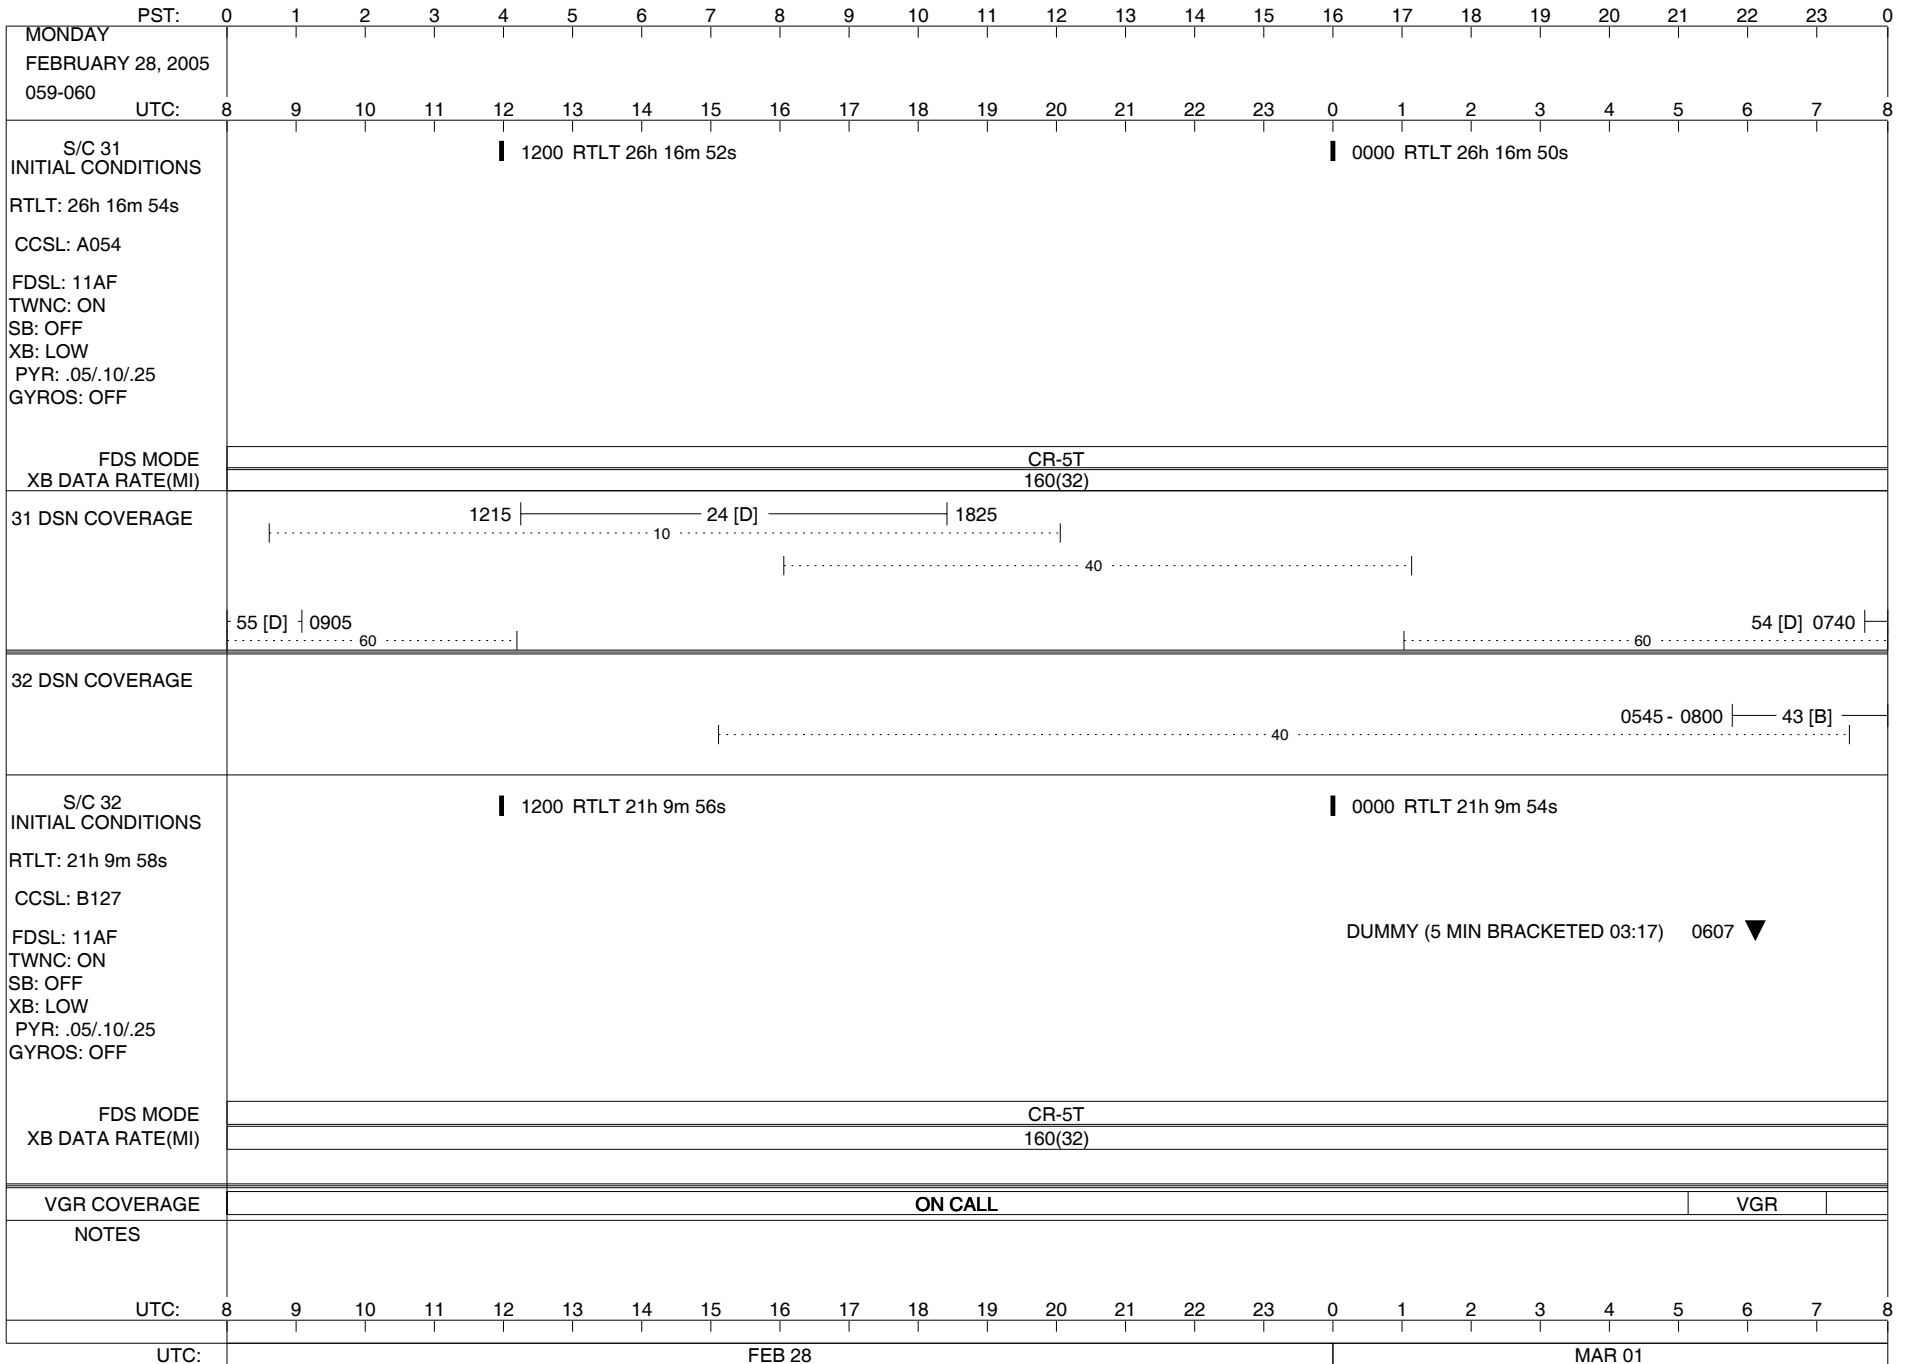 PST: 0 1 2 3 4 5 6 7 8 9 10 11 12 13 14 15 16 17 18 19 20 21 22 23 0
MONDAY
FEBRUARY 28, 2005
059-060
UTC: 8 9 10 11 12 13 14 15 16 17 18 19 20 21 22 23 0 1 2 3 4 5 6 7 8
S/C 31
INITIAL CONDITIONS
1200 RTLT 26h 16m 52s
0000 RTLT 26h 16m 50s
RTLT: 26h 16m 54s
CCSL: A054
FDSL: 11AF
TWNC: ON
SB: OFF
XB: LOW
PYR: .05/.10/.25
GYROS: OFF
FDS MODE CR-5T
XB DATA RATE(MI) 160(32)
31 DSN COVERAGE
1215 24 [D] 1825
10
40
55 [D] 0905
54 [D] 0740
60
60
32 DSN COVERAGE
0545 - 0800 43 [B]
40
S/C 32
INITIAL CONDITIONS
1200 RTLT 21h 9m 56s
0000 RTLT 21h 9m 54s
RTLT: 21h 9m 58s
CCSL: B127
DUMMY (5 MIN BRACKETED 03:17) 0607
FDSL: 11AF
TWNC: ON
SB: OFF
XB: LOW
PYR: .05/.10/.25
GYROS: OFF
FDS MODE CR-5T
XB DATA RATE(MI) 160(32)
VGR COVERAGE ON CALL VGR
NOTES
UTC: 8 9 10 11 12 13 14 15 16 17 18 19 20 21 22 23 0 1 2 3 4 5 6 7 8
UTC: FEB 28 MAR 01